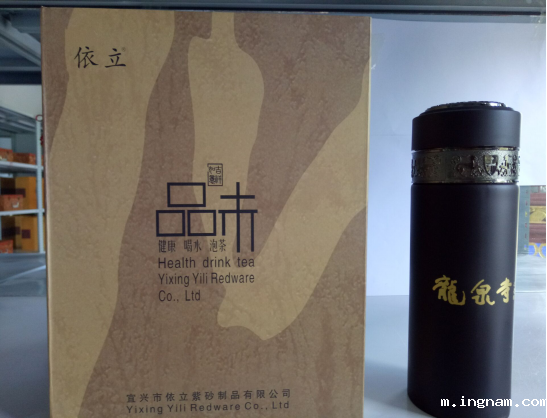 依立
品味
健康 喝水 泡茶
Health drink tea
Yixing Yili Redware
Co., Ltd
宜兴市依立紫砂制品有限公司
Yixing Yili Redware Co., Ltd
龍泉寺
m.ingnam.com